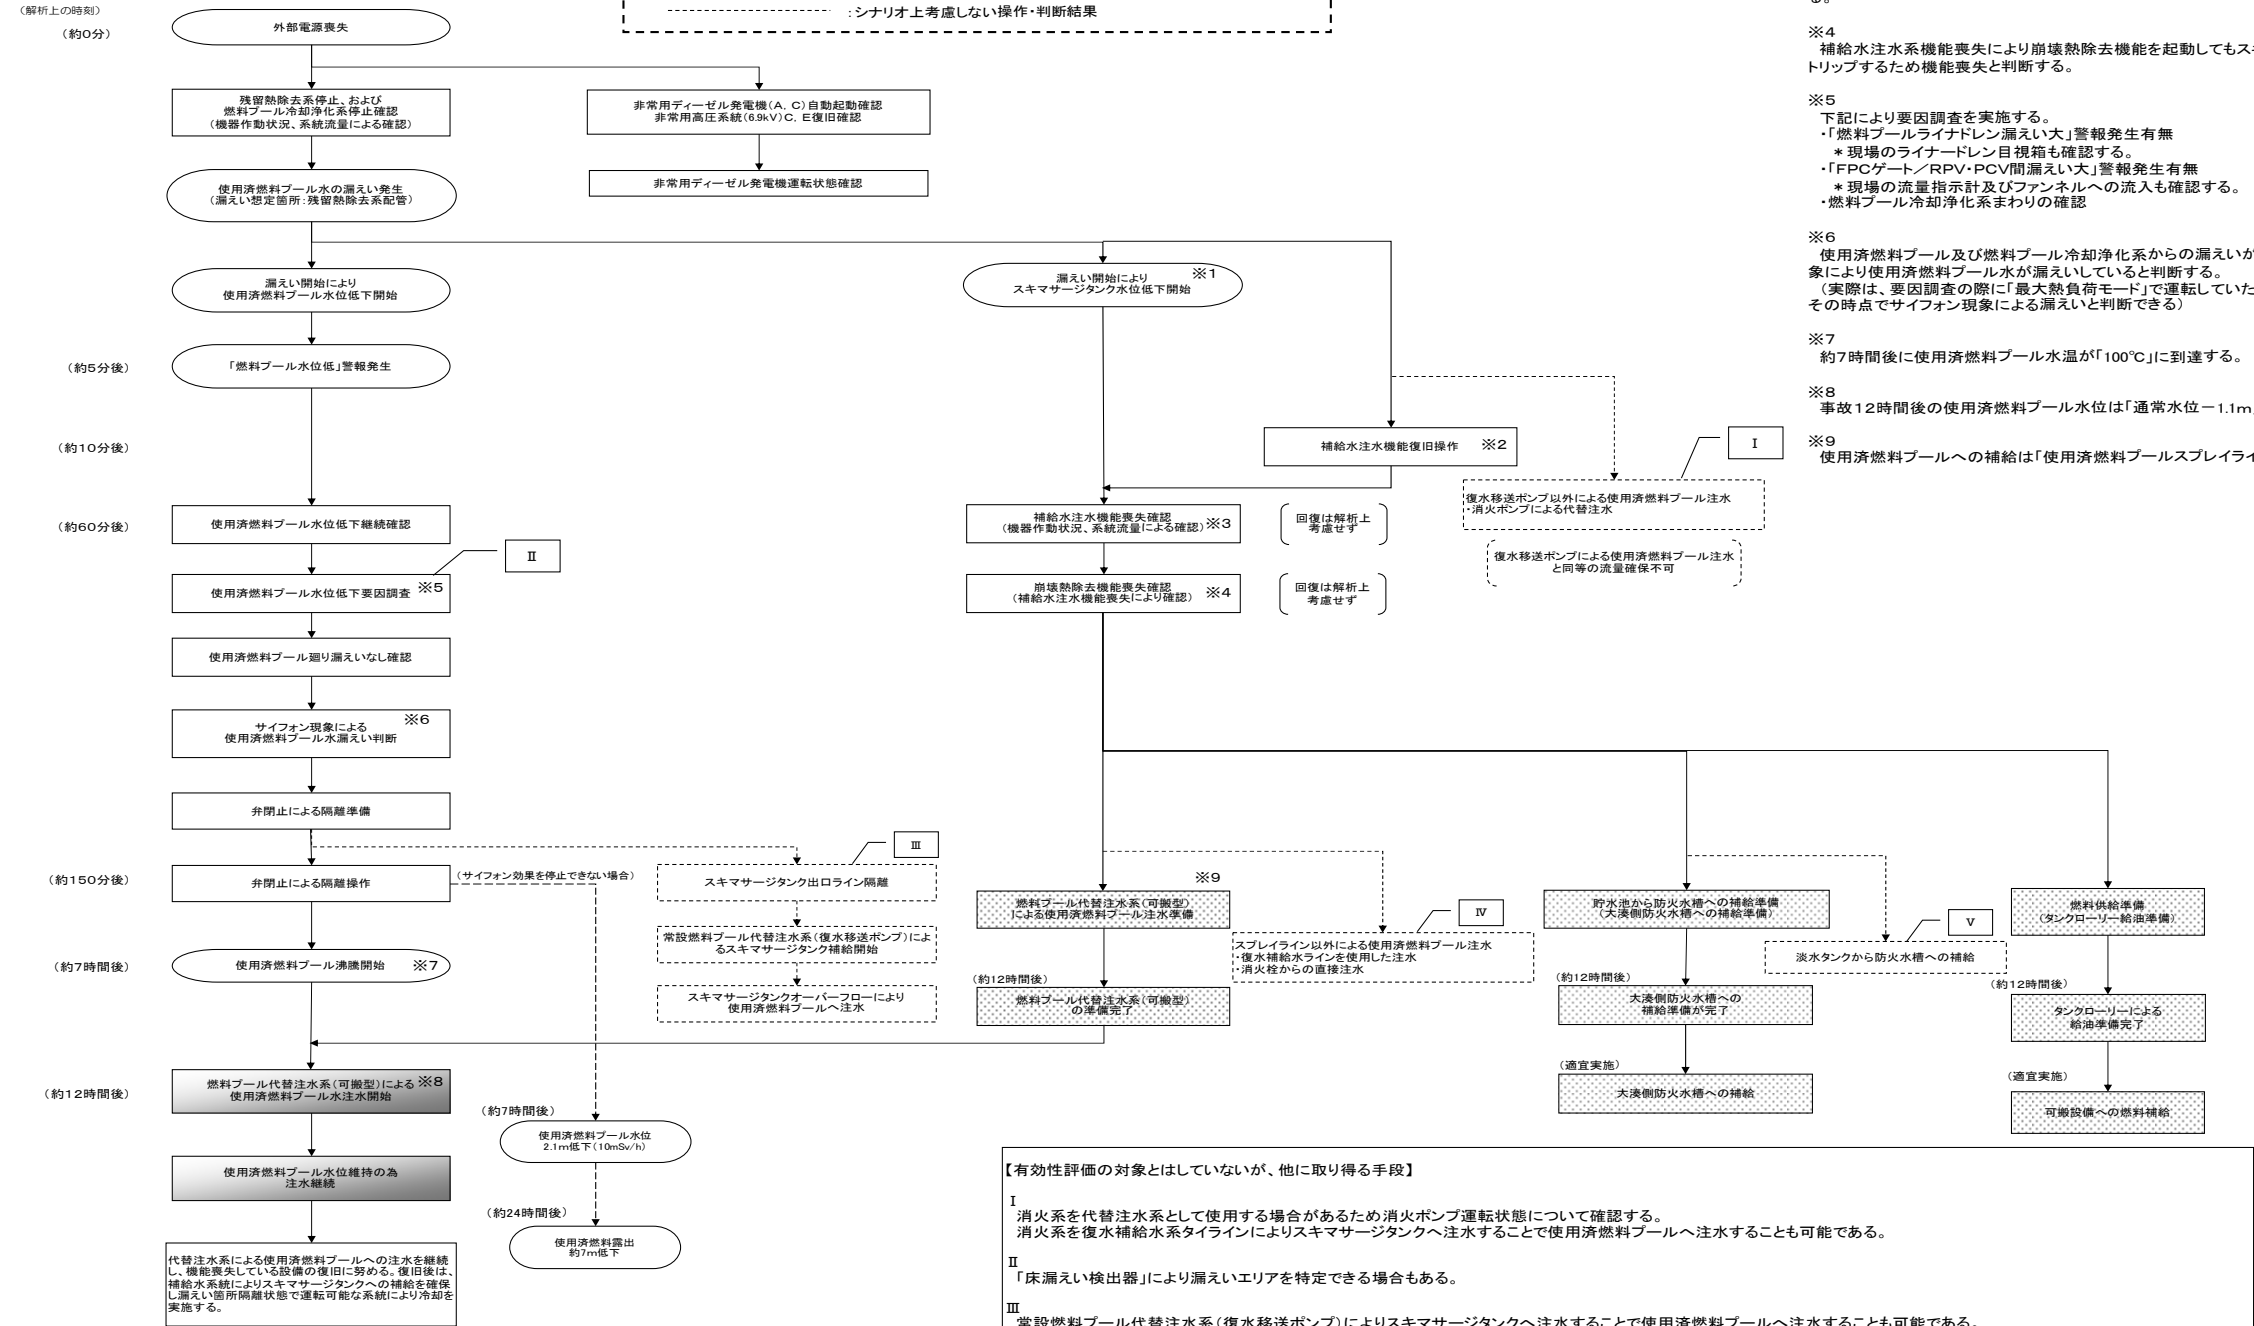 （解析上の時刻）
：シナリオ上考慮しない操作・判断結果
（約0分）
外部電源喪失
残留熱除去系停止、および
燃料プール冷却浄化系停止確認
（機器作動状況、系統流量による確認）
非常用ディーゼル発電機（A，C）自動起動確認
非常用高圧系統（6.9kV）C，E復旧確認
非常用ディーゼル発電機運転状態確認
使用済燃料プール水の漏えい発生
（漏えい想定箇所：残留熱除去系配管）
漏えい開始により
使用済燃料プール水位低下開始
漏えい開始により
スキマサージタンク水位低下開始
※1
（約5分後）
「燃料プール水位低」警報発生
（約10分後）
補給水注水機能復旧操作 ※2
Ⅰ
復水移送ポンプ以外による使用済燃料プール注水
・消火ポンプによる代替注水
復水移送ポンプによる使用済燃料プール注水
と同等の流量確保不可
（約60分後）
使用済燃料プール水位低下継続確認
補給水注水機能喪失確認
（機器作動状況、系統流量による確認）※3
回復は解析上
考慮せず
Ⅱ
使用済燃料プール水位低下要因調査 ※5
崩壊熱除去機能喪失確認
（補給水注水機能喪失により確認） ※4
回復は解析上
考慮せず
使用済燃料プール廻り漏えいなし確認
サイフォン現象による
使用済燃料プール水漏えい判断
※6
弁閉止による隔離準備
（約150分後）
弁閉止による隔離操作
（サイフォン効果を停止できない場合）
Ⅲ
スキマサージタンク出口ライン隔離
常設燃料プール代替注水系（復水移送ポンプ）によ
るスキマサージタンク補給開始
スキマサージタンクオーバーフローにより
使用済燃料プールへ注水
※9
燃料プール代替注水系（可搬型）
による使用済燃料プール注水準備
Ⅳ
スプレイライン以外による使用済燃料プール注水
・復水補給水ラインを使用した注水
・消火栓からの直接注水
（約12時間後）
燃料プール代替注水系（可搬型）
の準備完了
貯水池から防火水槽への補給準備
（大湊側防火水槽への補給準備）
Ⅴ
淡水タンクから防火水槽への補給
（約12時間後）
大湊側防火水槽への
補給準備が完了
（適宜実施）
大湊側防火水槽への補給
燃料供給準備
（タンクローリー給油準備）
（約12時間後）
タンクローリーによる
給油準備完了
（適宜実施）
可搬設備への燃料補給
（約7時間後）
使用済燃料プール沸騰開始 ※7
（約12時間後）
燃料プール代替注水系（可搬型）による
使用済燃料プール水注水開始
※8
使用済燃料プール水位維持の為
注水継続
（約7時間後）
使用済燃料プール水位
2.1m低下（10mSv/h）
（約24時間後）
使用済燃料露出
約7m低下
代替注水系による使用済燃料プールへの注水を継続
し、機能喪失している設備の復旧に努める。復旧後は、
補給水系統によりスキマサージタンクへの補給を確保
し漏えい箇所隔離状態で運転可能な系統により冷却を
実施する。
る。
※4
補給水注水系機能喪失により崩壊熱除去機能を起動してもスキ
トリップするため機能喪失と判断する。
※5
下記により要因調査を実施する。
・「燃料プールライナドレン漏えい大」警報発生有無
＊現場のライナードレン目視箱も確認する。
・「FPCゲート／RPV・PCV間漏えい大」警報発生有無
＊現場の流量指示計及びファンネルへの流入も確認する。
・燃料プール冷却浄化系まわりの確認
※6
使用済燃料プール及び燃料プール冷却浄化系からの漏えいが
象により使用済燃料プール水が漏えいしていると判断する。
（実際は、要因調査の際に「最大熱負荷モード」で運転していた
その時点でサイフォン現象による漏えいと判断できる）
※7
約7時間後に使用済燃料プール水温が「100℃」に到達する。
※8
事故12時間後の使用済燃料プール水位は「通常水位－1.1m
※9
使用済燃料プールへの補給は「使用済燃料プールスプレイライ
【有効性評価の対象とはしていないが、他に取り得る手段】
Ⅰ
消火系を代替注水系として使用する場合があるため消火ポンプ運転状態について確認する。
消火系を復水補給水系タイラインによりスキマサージタンクへ注水することで使用済燃料プールへ注水することも可能である。
Ⅱ
「床漏えい検出器」により漏えいエリアを特定できる場合もある。
Ⅲ
常設燃料プール代替注水系（復水移送ポンプ）によりスキマサージタンクへ注水することで使用済燃料プールへ注水することも可能である。